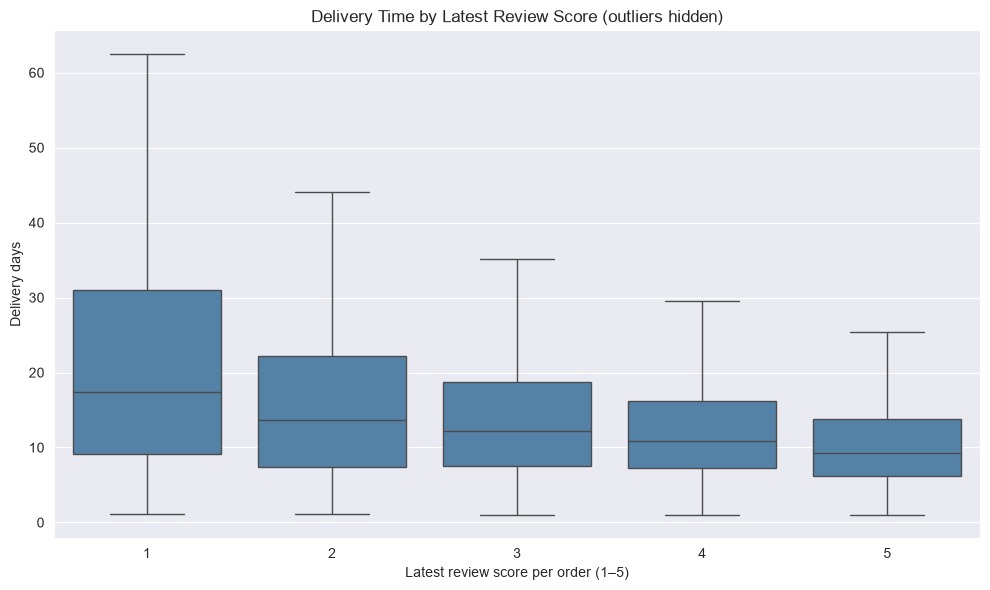 Delivery Time by Latest Review Score (outliers hidden)
Delivery days
60
50
40
30
20
10
0
1 2 3 4 5
Latest review score per order (1–5)